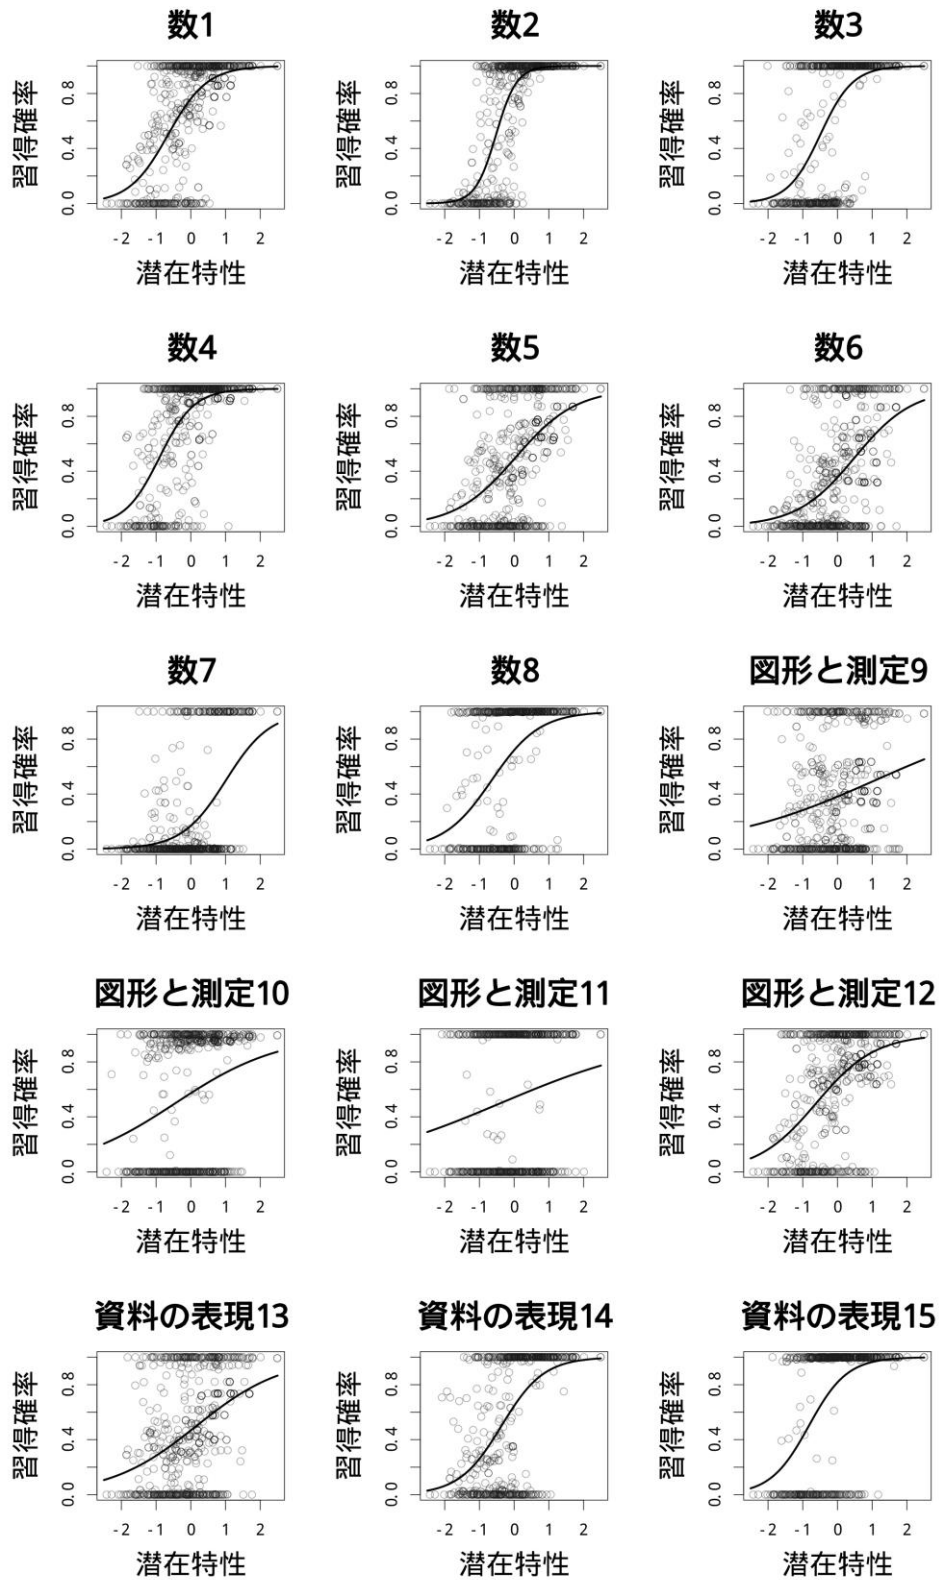 数1 数2 数3
習得確率 0.0 0.4 0.8 習得確率 0.0 0.4 0.8 習得確率 0.0 0.4 0.8
-2 -1 0 1 2 -2 -1 0 1 2 -2 -1 0 1 2
潜在特性 潜在特性 潜在特性
数4 数5 数6
習得確率 0.0 0.4 0.8 習得確率 0.0 0.4 0.8 習得確率 0.0 0.4 0.8
-2 -1 0 1 2 -2 -1 0 1 2 -2 -1 0 1 2
潜在特性 潜在特性 潜在特性
数7 数8 図形と測定9
習得確率 0.0 0.4 0.8 習得確率 0.0 0.4 0.8 習得確率 0.0 0.4 0.8
-2 -1 0 1 2 -2 -1 0 1 2 -2 -1 0 1 2
潜在特性 潜在特性 潜在特性
図形と測定10 図形と測定11 図形と測定12
習得確率 0.0 0.4 0.8 習得確率 0.0 0.4 0.8 習得確率 0.0 0.4 0.8
-2 -1 0 1 2 -2 -1 0 1 2 -2 -1 0 1 2
潜在特性 潜在特性 潜在特性
資料の表現13 資料の表現14 資料の表現15
習得確率 0.0 0.4 0.8 習得確率 0.0 0.4 0.8 習得確率 0.0 0.4 0.8
-2 -1 0 1 2 -2 -1 0 1 2 -2 -1 0 1 2
潜在特性 潜在特性 潜在特性